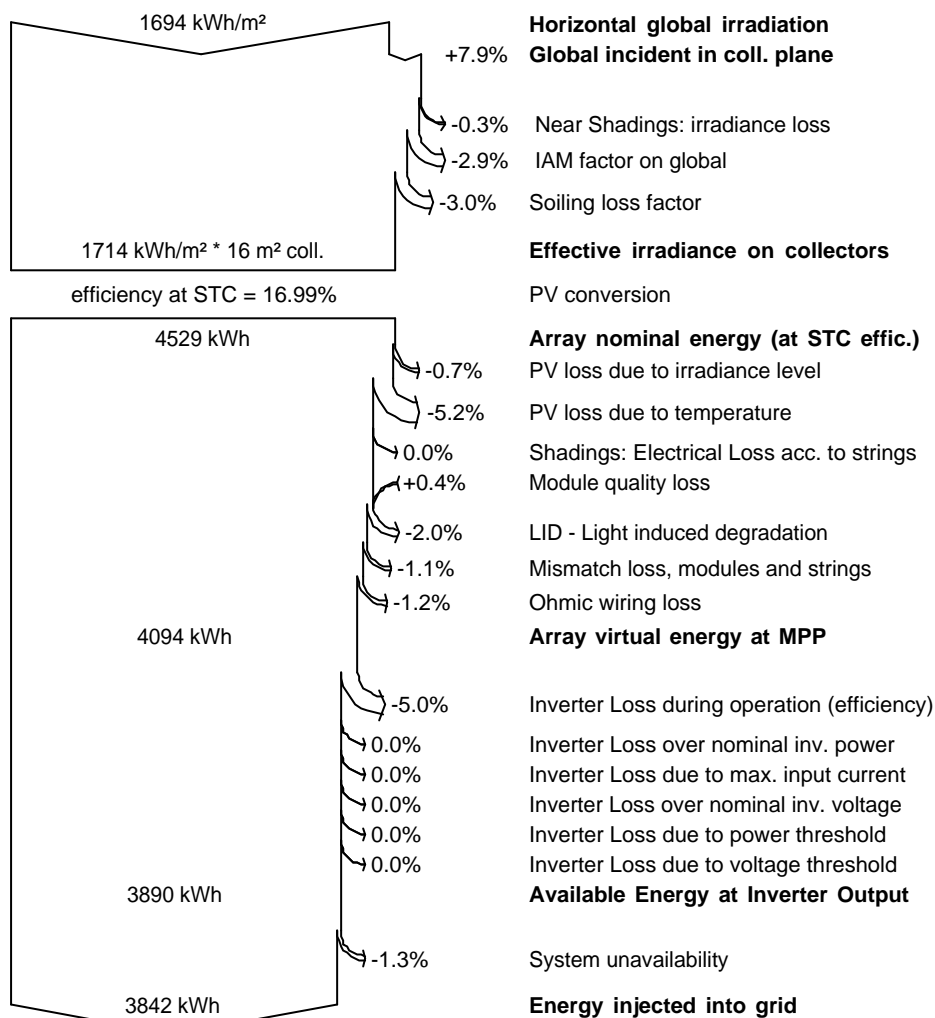 1694 kWh/m² Horizontal global irradiation
+7.9% Global incident in coll. plane
-0.3% Near Shadings: irradiance loss
-2.9% IAM factor on global
-3.0% Soiling loss factor
1714 kWh/m² * 16 m² coll. Effective irradiance on collectors
efficiency at STC = 16.99% PV conversion
4529 kWh Array nominal energy (at STC effic.)
-0.7% PV loss due to irradiance level
-5.2% PV loss due to temperature
0.0% Shadings: Electrical Loss acc. to strings
+0.4% Module quality loss
-2.0% LID - Light induced degradation
-1.1% Mismatch loss, modules and strings
-1.2% Ohmic wiring loss
4094 kWh Array virtual energy at MPP
-5.0% Inverter Loss during operation (efficiency)
0.0% Inverter Loss over nominal inv. power
0.0% Inverter Loss due to max. input current
0.0% Inverter Loss over nominal inv. voltage
0.0% Inverter Loss due to power threshold
0.0% Inverter Loss due to voltage threshold
3890 kWh Available Energy at Inverter Output
-1.3% System unavailability
3842 kWh Energy injected into grid